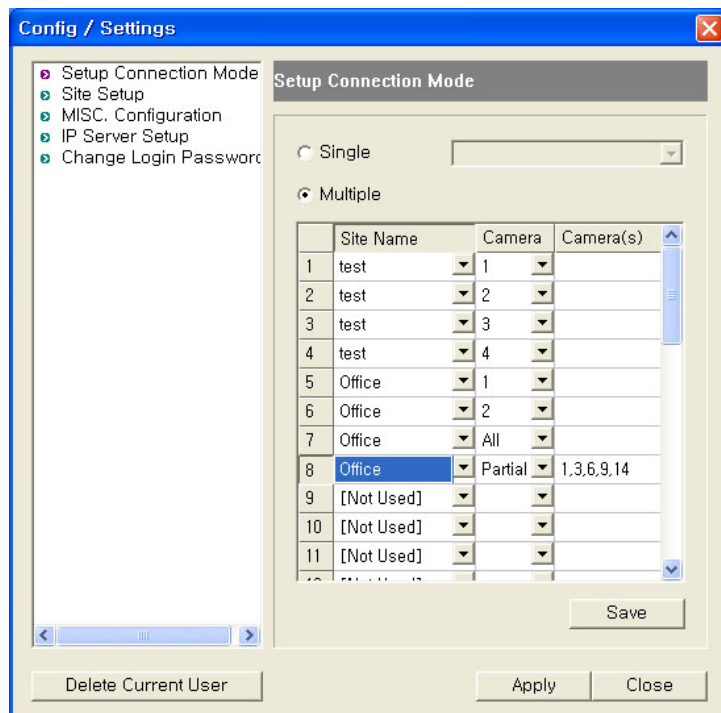 Config / Settings
Setup Connection Mode
Site Setup
MISC. Configuration
IP Server Setup
Change Login Password
Setup Connection Mode
Single
Multiple
Site Name Camera Camera(s)
1 test 1
2 test 2
3 test 3
4 test 4
5 Office 1
6 Office 2
7 Office All
8 Office Partial 1,3,6,9,14
9 [Not Used]
10 [Not Used]
11 [Not Used]
Save
Delete Current User Apply Close